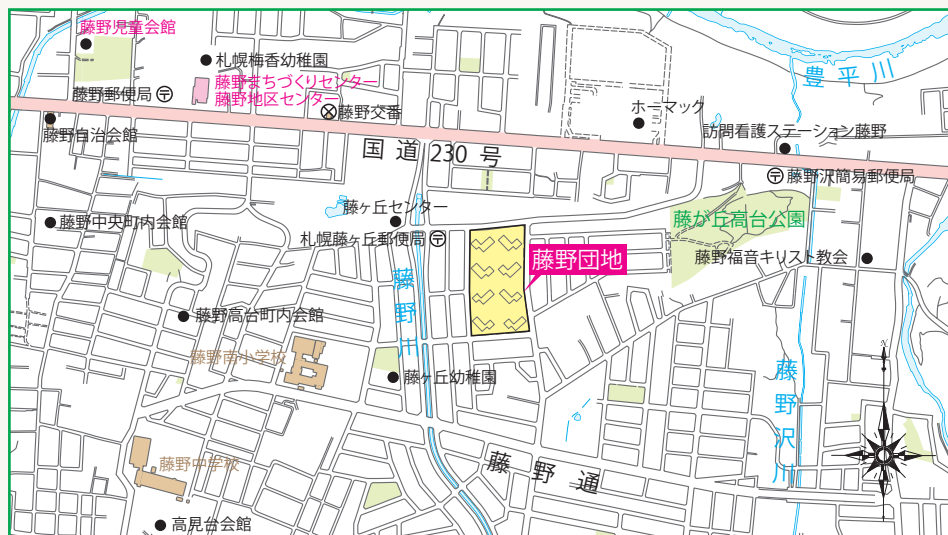 藤野児童会館
札幌梅香幼稚園
藤野まちづくりセンター
藤野地区センター
藤野郵便局
藤野交番
ホーマック
豊平川
藤野自治会館
国道230号
訪問看護ステーション藤野
藤野沢簡易郵便局
藤ヶ丘センター
藤野中央町内会館
札幌藤ヶ丘郵便局
藤が丘高台公園
藤野団地
藤野福音キリスト教会
藤野川
藤野高台町内会館
藤野南小学校
藤ヶ丘幼稚園
藤野沢川
藤野通
藤野中学校
高見台会館
N